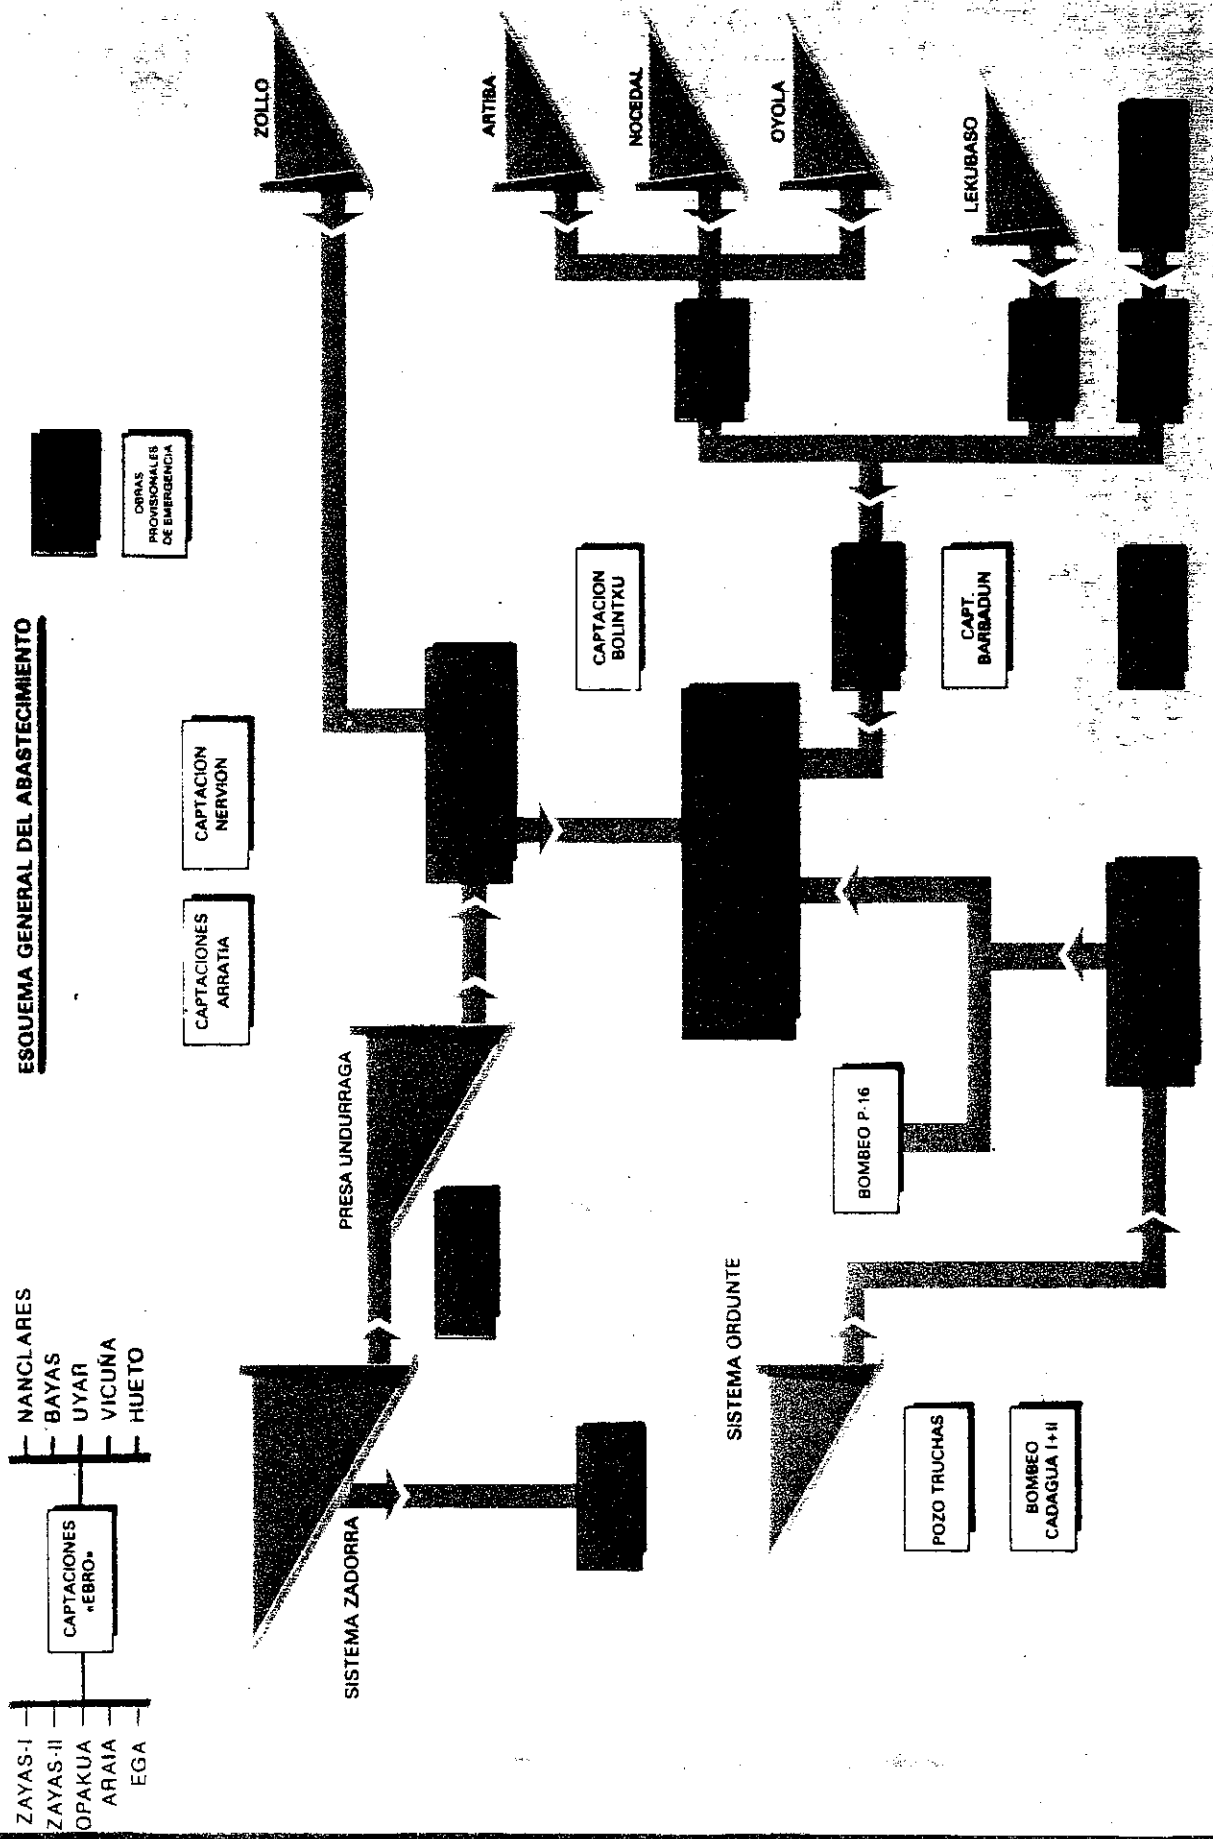 ESQUEMA GENERAL DEL ABASTECIMIENTO
ZAYAS-I
ZAYAS-II
OPAKUA
ARAIA
EGA
CAPTACIONES
«EBRO»
NANCLARES
BAYAS
UYAR
VICUÑA
HUETO
OBRAS
PROVISIONALES
DE EMERGENCIA
CAPTACIONES
ARRATIA
CAPTACION
NERVION
ZOLLO
SISTEMA ZADORRA
PRESA UNDURRAGA
ARTIBA
NOCEDAL
OYOLA
CAPTACION
BOLINTXU
SISTEMA ORDUNTE
BOMBEO P-16
CAPT.
BARBADUN
LEKUBASO
POZO TRUCHAS
BOMBEO
CADAGUA I+II